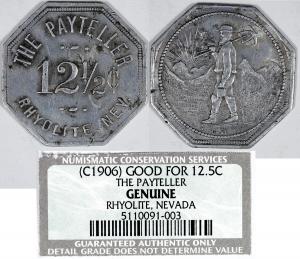 THE PAYTELLER
12½¢
RHYOLITE, NEV.
NUMISMATIC CONSERVATION SERVICES
(C1906) GOOD FOR 12.5C
THE PAYTELLER
GENUINE
RHYOLITE, NEVADA
5110091-003
GUARANTEED AUTHENTIC ONLY
DETAIL GRADE DOES NOT DETERMINE VALUE